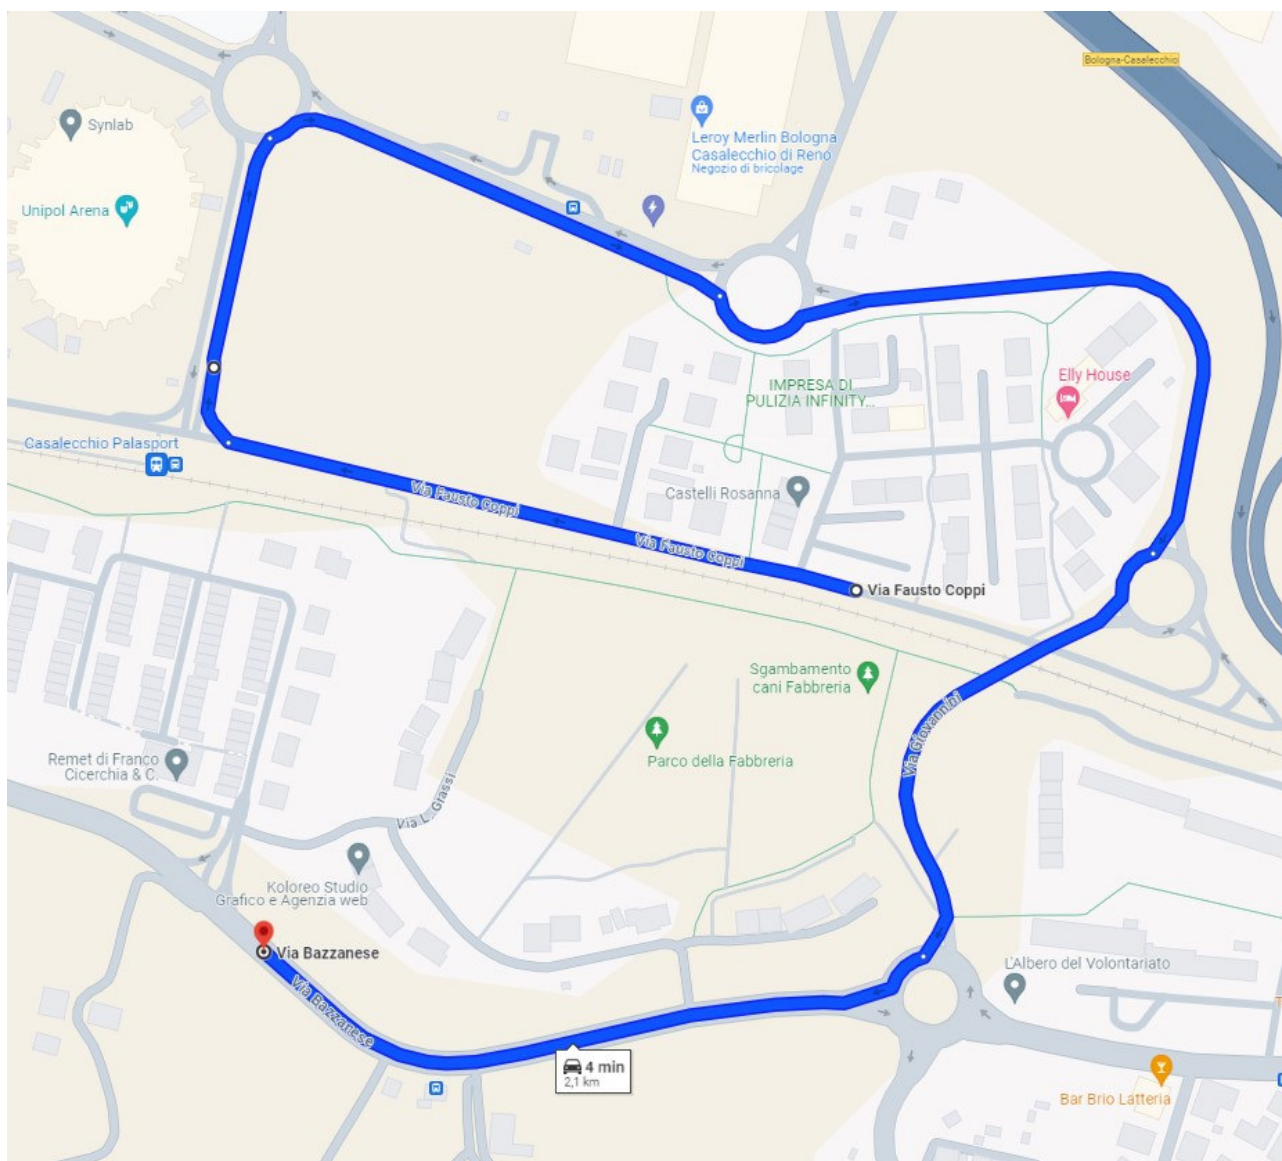 Bologna-Casalecchio
Synlab
Leroy Merlin Bologna
Casalecchio di Reno
Negozio di bricolage
Unipol Arena
Elly House
IMPRESA DI
PULIZIA INFINITY...
Casalecchio Palasport
Via Fausto Coppi
Castelli Rosanna
Via Fausto Coppi
Via Fausto Coppi
Sgambamento
cani Fabbreria
Via Giovannini
Parco della Fabbreria
Remet di Franco
Cicerchia & C.
Via L. Grassi
Koloreo Studio
Grafico e Agenzia web
Via Bazzanese
L'Albero del Volontariato
Via Bazzanese
4 min
2,1 km
Bar Brio Latteria